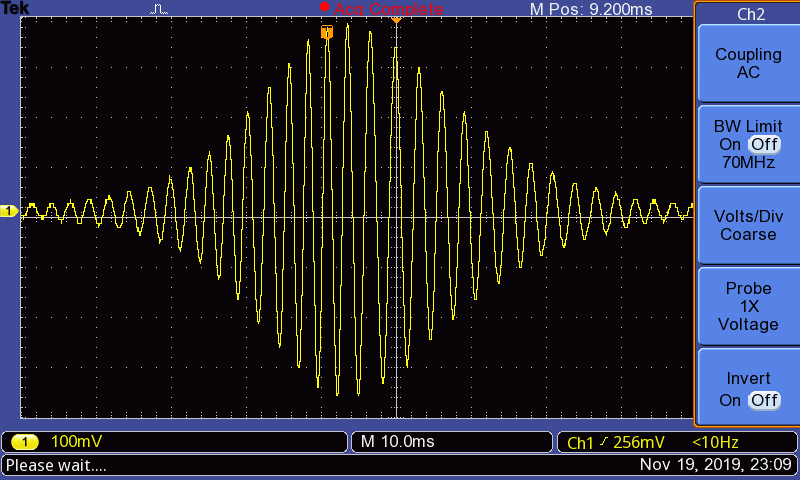 Tek
Acq Complete
M Pos: 9.200ms
Ch2
T
Coupling
AC
BW Limit
On Off
70MHz
1
Volts/Div
Coarse
Probe
1X
Voltage
Invert
On Off
1 100mV
M 10.0ms
Ch1 256mV <10Hz
Please wait....
Nov 19, 2019, 23:09